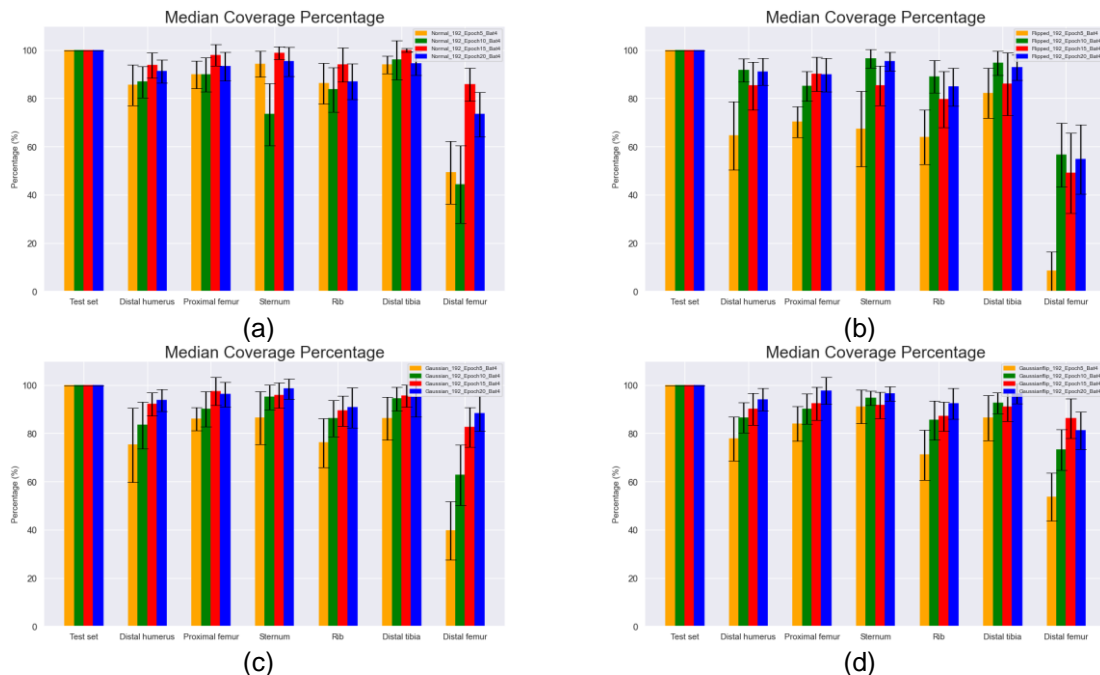 Median Coverage Percentage
Normal_192_Epoch5_Bat4
Normal_192_Epoch10_Bat4
Normal_192_Epoch15_Bat4
Normal_192_Epoch20_Bat4
Percentage (%)
100
80
60
40
20
0
Test set Distal humerus Proximal femur Sternum Rib Distal tibia Distal femur
(a)
Median Coverage Percentage
Flipped_192_Epoch5_Bat4
Flipped_192_Epoch10_Bat4
Flipped_192_Epoch15_Bat4
Flipped_192_Epoch20_Bat4
Percentage (%)
100
80
60
40
20
0
Test set Distal humerus Proximal femur Sternum Rib Distal tibia Distal femur
(b)
Median Coverage Percentage
Gaussian_192_Epoch5_Bat4
Gaussian_192_Epoch10_Bat4
Gaussian_192_Epoch15_Bat4
Gaussian_192_Epoch20_Bat4
Percentage (%)
100
80
60
40
20
0
Test set Distal humerus Proximal femur Sternum Rib Distal tibia Distal femur
(c)
Median Coverage Percentage
Gaussianflip_192_Epoch5_Bat4
Gaussianflip_192_Epoch10_Bat4
Gaussianflip_192_Epoch15_Bat4
Gaussianflip_192_Epoch20_Bat4
Percentage (%)
100
80
60
40
20
0
Test set Distal humerus Proximal femur Sternum Rib Distal tibia Distal femur
(d)